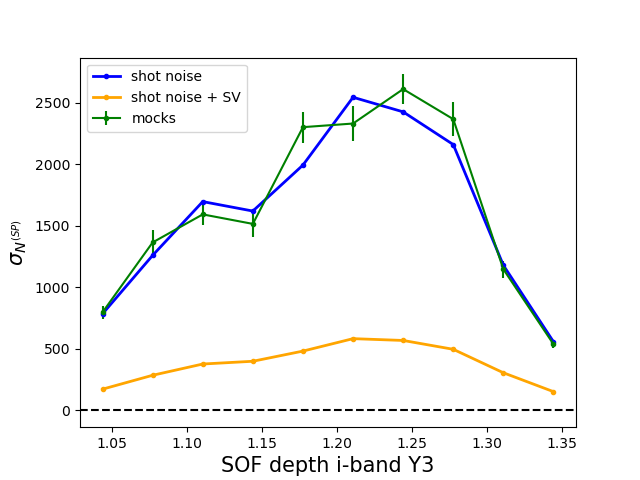 shot noise
shot noise + SV
mocks
2500
2000
1500
1000
500
0
σ_N^(SP)
1.05 1.10 1.15 1.20 1.25 1.30 1.35
SOF depth i-band Y3